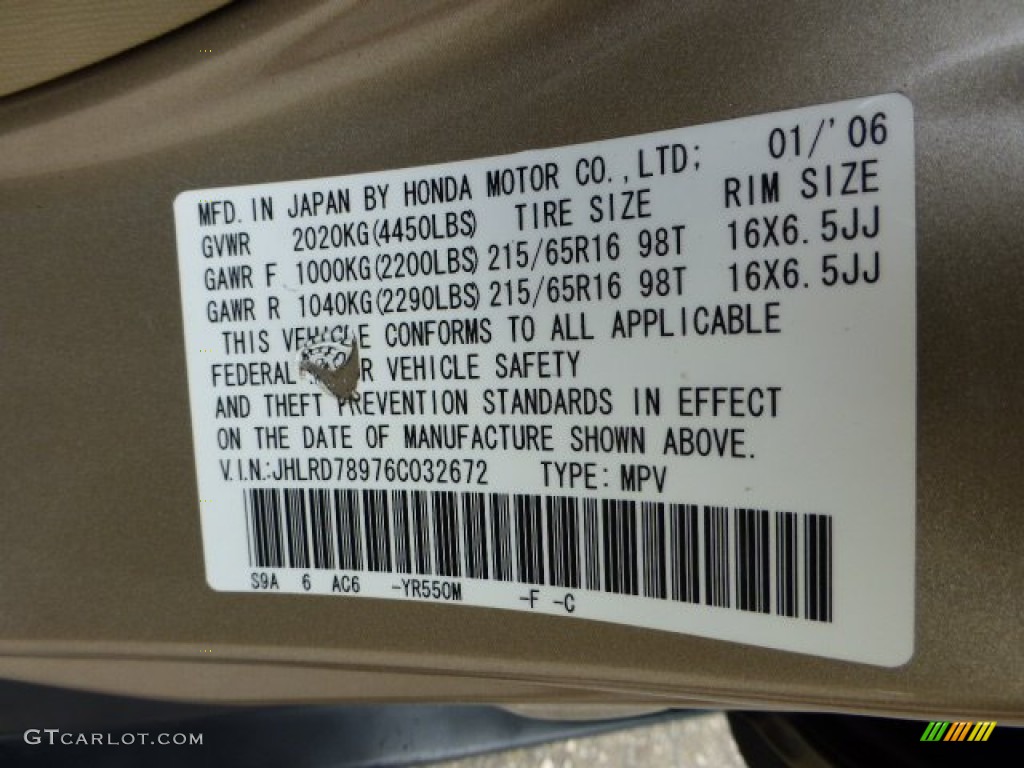 MFD. IN JAPAN BY HONDA MOTOR CO., LTD; 01/'06
GVWR 2020KG(4450LBS) TIRE SIZE RIM SIZE
GAWR F 1000KG(2200LBS) 215/65R16 98T 16X6.5JJ
GAWR R 1040KG(2290LBS) 215/65R16 98T 16X6.5JJ
THIS VEHICLE CONFORMS TO ALL APPLICABLE
FEDERAL VEHICLE SAFETY
AND THEFT PREVENTION STANDARDS IN EFFECT
ON THE DATE OF MANUFACTURE SHOWN ABOVE.
V.I.N.:JHLRD78976C032672 TYPE: MPV
S9A 6 AC6 -YR550M -F -C
GTCARLOT.COM